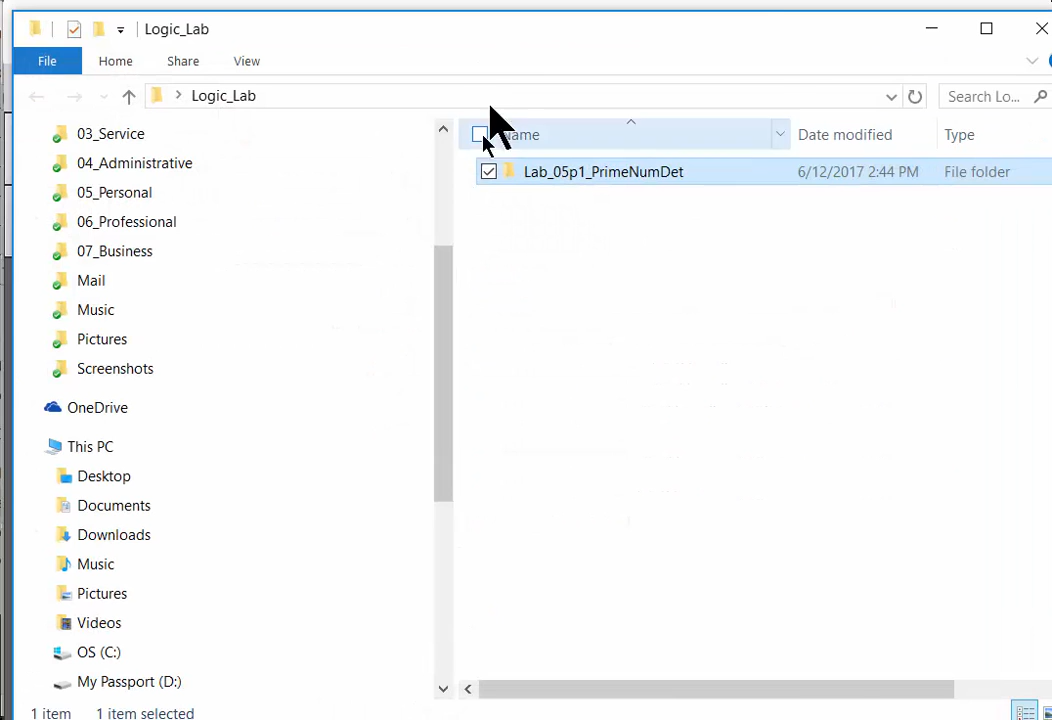 Logic_Lab
File Home Share View
Logic_Lab
Search Lo...
Name Date modified Type
Lab_05p1_PrimeNumDet 6/12/2017 2:44 PM File folder
03_Service
04_Administrative
05_Personal
06_Professional
07_Business
Mail
Music
Pictures
Screenshots
OneDrive
This PC
Desktop
Documents
Downloads
Music
Pictures
Videos
OS (C:)
My Passport (D:)
1 item 1 item selected